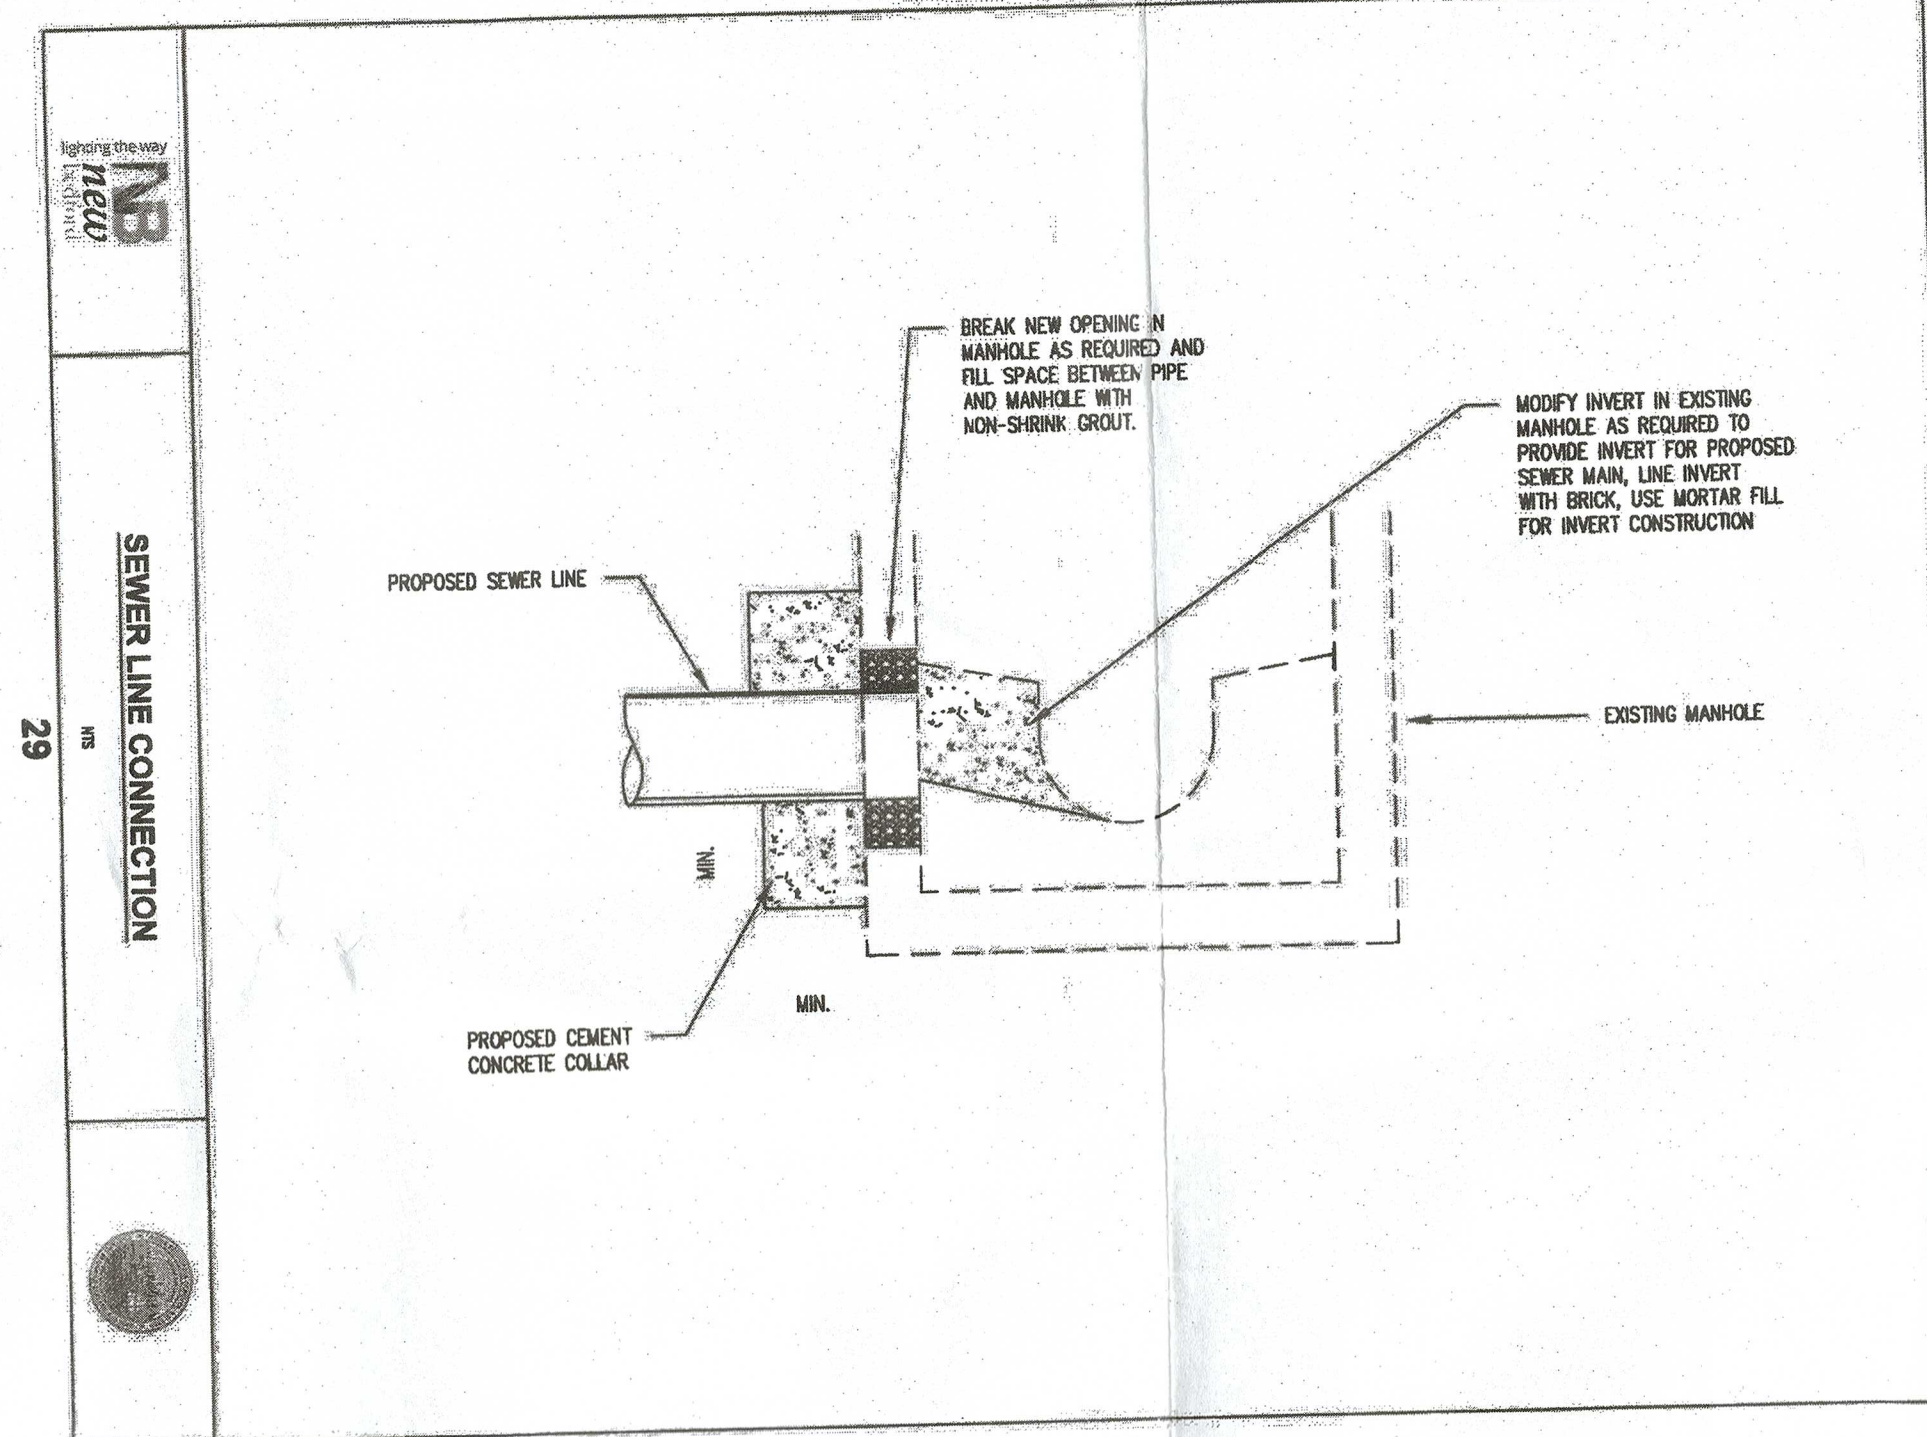 lighting the way
NB
new
bedford
SEWER LINE CONNECTION
NTS
29
BREAK NEW OPENING N
MANHOLE AS REQUIRED AND
FILL SPACE BETWEEN PIPE
AND MANHOLE WITH
NON-SHRINK GROUT.
MODIFY INVERT IN EXISTING
MANHOLE AS REQUIRED TO
PROVIDE INVERT FOR PROPOSED
SEWER MAIN, LINE INVERT
WITH BRICK, USE MORTAR FILL
FOR INVERT CONSTRUCTION
PROPOSED SEWER LINE
EXISTING MANHOLE
MIN.
MIN.
PROPOSED CEMENT
CONCRETE COLLAR